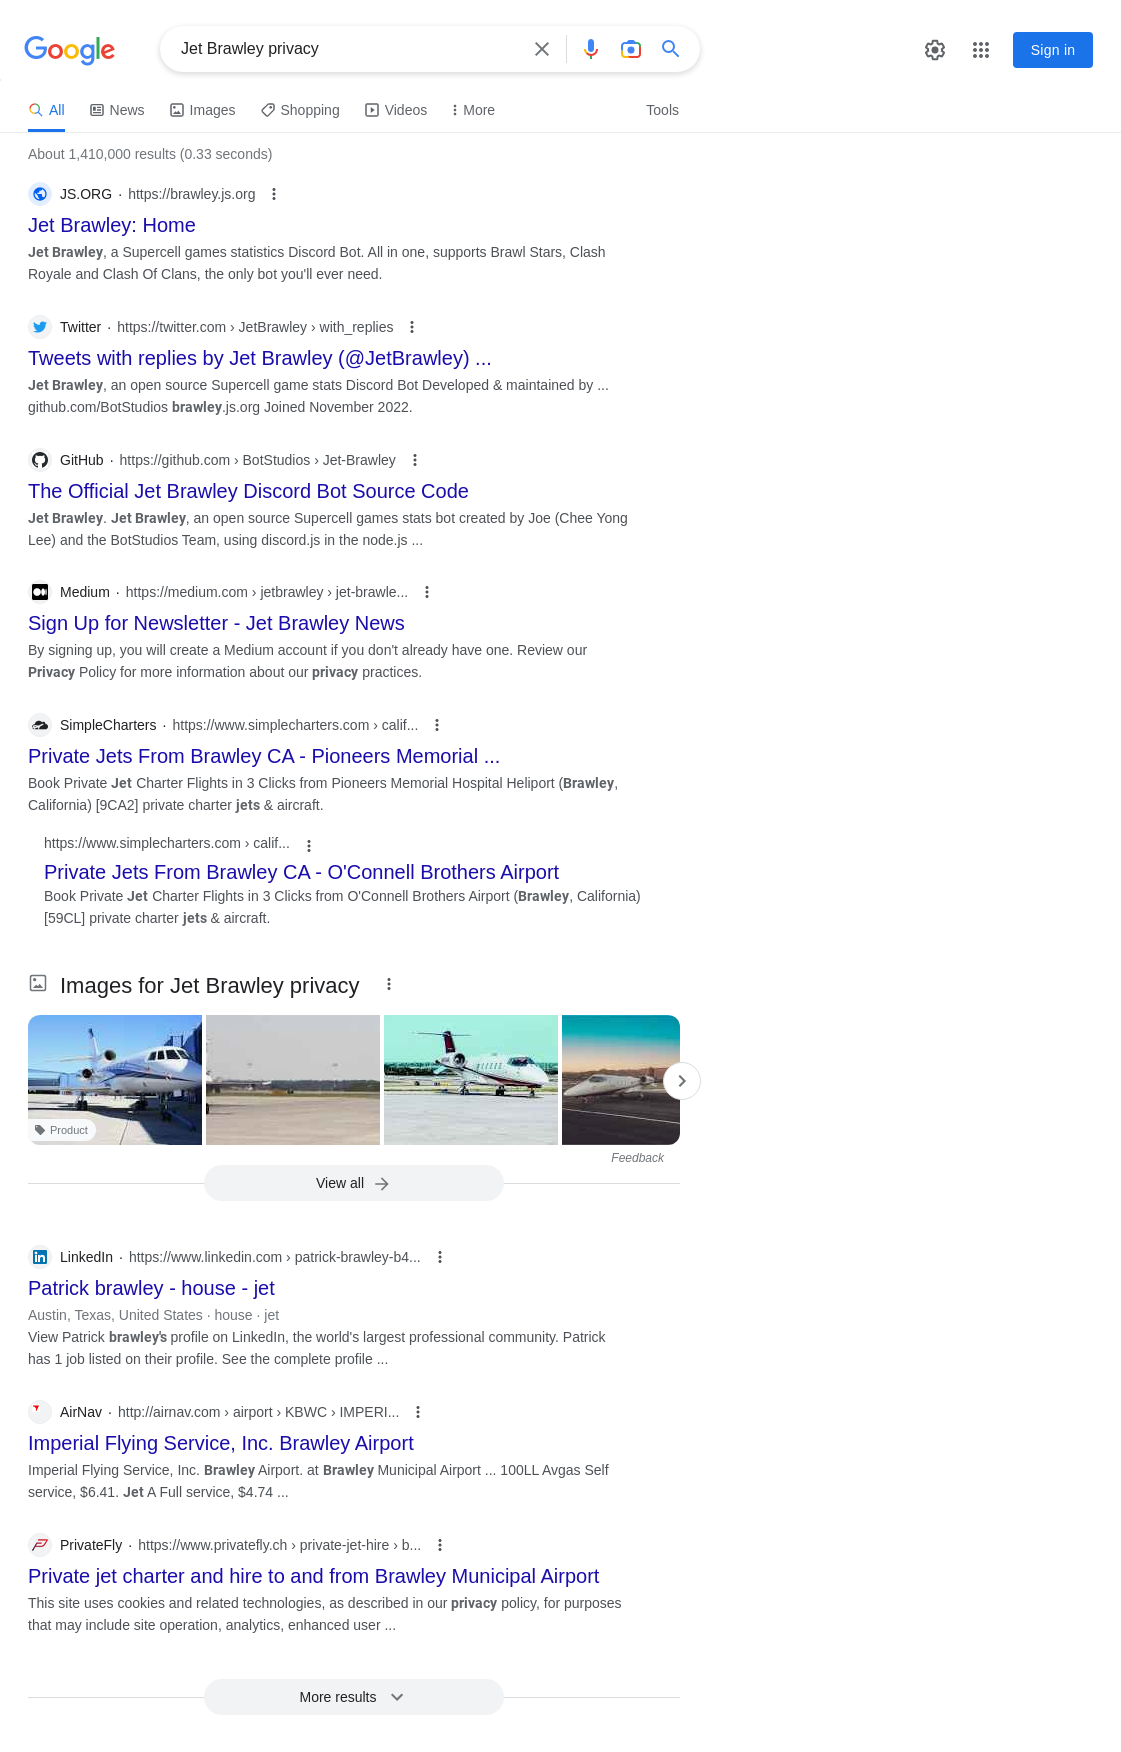 Google
Jet Brawley privacy
Sign in
All
News
Images
Shopping
Videos
More
Tools
About 1,410,000 results (0.33 seconds)
JS.ORG · https://brawley.js.org
Jet Brawley: Home
Jet Brawley, a Supercell games statistics Discord Bot. All in one, supports Brawl Stars, Clash
Royale and Clash Of Clans, the only bot you'll ever need.
Twitter · https://twitter.com › JetBrawley › with_replies
Tweets with replies by Jet Brawley (@JetBrawley) ...
Jet Brawley, an open source Supercell game stats Discord Bot Developed & maintained by ...
github.com/BotStudios brawley.js.org Joined November 2022.
GitHub · https://github.com › BotStudios › Jet-Brawley
The Official Jet Brawley Discord Bot Source Code
Jet Brawley. Jet Brawley, an open source Supercell games stats bot created by Joe (Chee Yong
Lee) and the BotStudios Team, using discord.js in the node.js ...
Medium · https://medium.com › jetbrawley › jet-brawle...
Sign Up for Newsletter - Jet Brawley News
By signing up, you will create a Medium account if you don't already have one. Review our
Privacy Policy for more information about our privacy practices.
SimpleCharters · https://www.simplecharters.com › calif...
Private Jets From Brawley CA - Pioneers Memorial ...
Book Private Jet Charter Flights in 3 Clicks from Pioneers Memorial Hospital Heliport (Brawley,
California) [9CA2] private charter jets & aircraft.
https://www.simplecharters.com › calif...
Private Jets From Brawley CA - O'Connell Brothers Airport
Book Private Jet Charter Flights in 3 Clicks from O'Connell Brothers Airport (Brawley, California)
[59CL] private charter jets & aircraft.
Images for Jet Brawley privacy
Product
Feedback
View all
LinkedIn · https://www.linkedin.com › patrick-brawley-b4...
Patrick brawley - house - jet
Austin, Texas, United States · house · jet
View Patrick brawley's profile on LinkedIn, the world's largest professional community. Patrick
has 1 job listed on their profile. See the complete profile ...
AirNav · http://airnav.com › airport › KBWC › IMPERI...
Imperial Flying Service, Inc. Brawley Airport
Imperial Flying Service, Inc. Brawley Airport. at Brawley Municipal Airport ... 100LL Avgas Self
service, $6.41. Jet A Full service, $4.74 ...
PrivateFly · https://www.privatefly.ch › private-jet-hire › b...
Private jet charter and hire to and from Brawley Municipal Airport
This site uses cookies and related technologies, as described in our privacy policy, for purposes
that may include site operation, analytics, enhanced user ...
More results